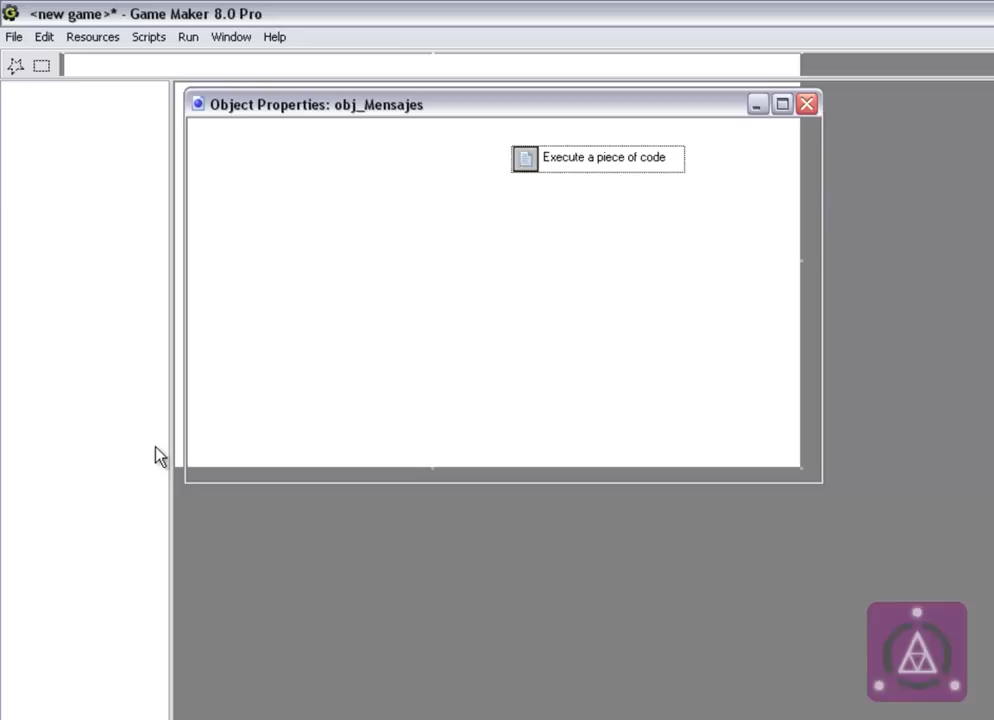 <new game>* - Game Maker 8.0 Pro
File Edit Resources Scripts Run Window Help
Object Properties: obj_Mensajes
Execute a piece of code